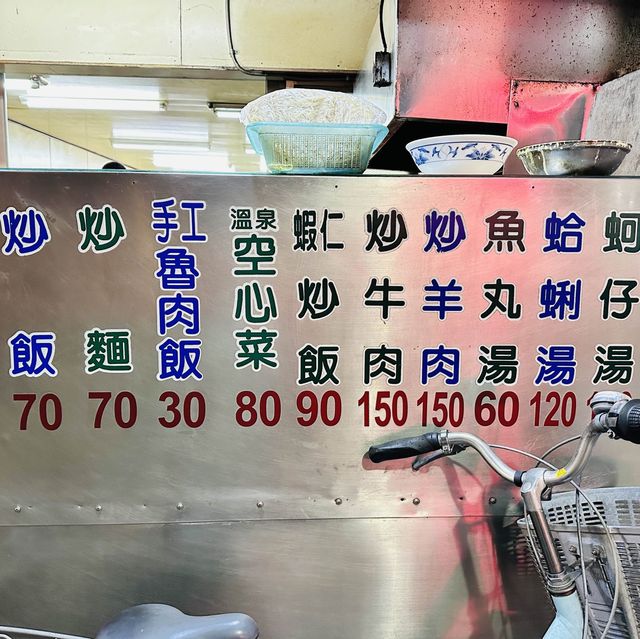 炒飯
70
炒麵
70
手工魯肉飯
30
溫泉空心菜
80
蝦仁炒飯
90
炒牛肉
150
炒羊肉
150
魚丸湯
60
蛤蜊湯
120
蚵仔湯